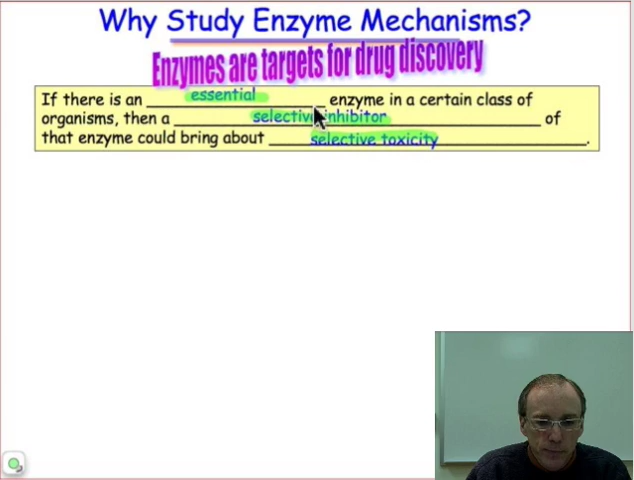 Why Study Enzyme Mechanisms?
Enzymes are targets for drug discovery
If there is an essential enzyme in a certain class of
organisms, then a selective inhibitor of
that enzyme could bring about selective toxicity.